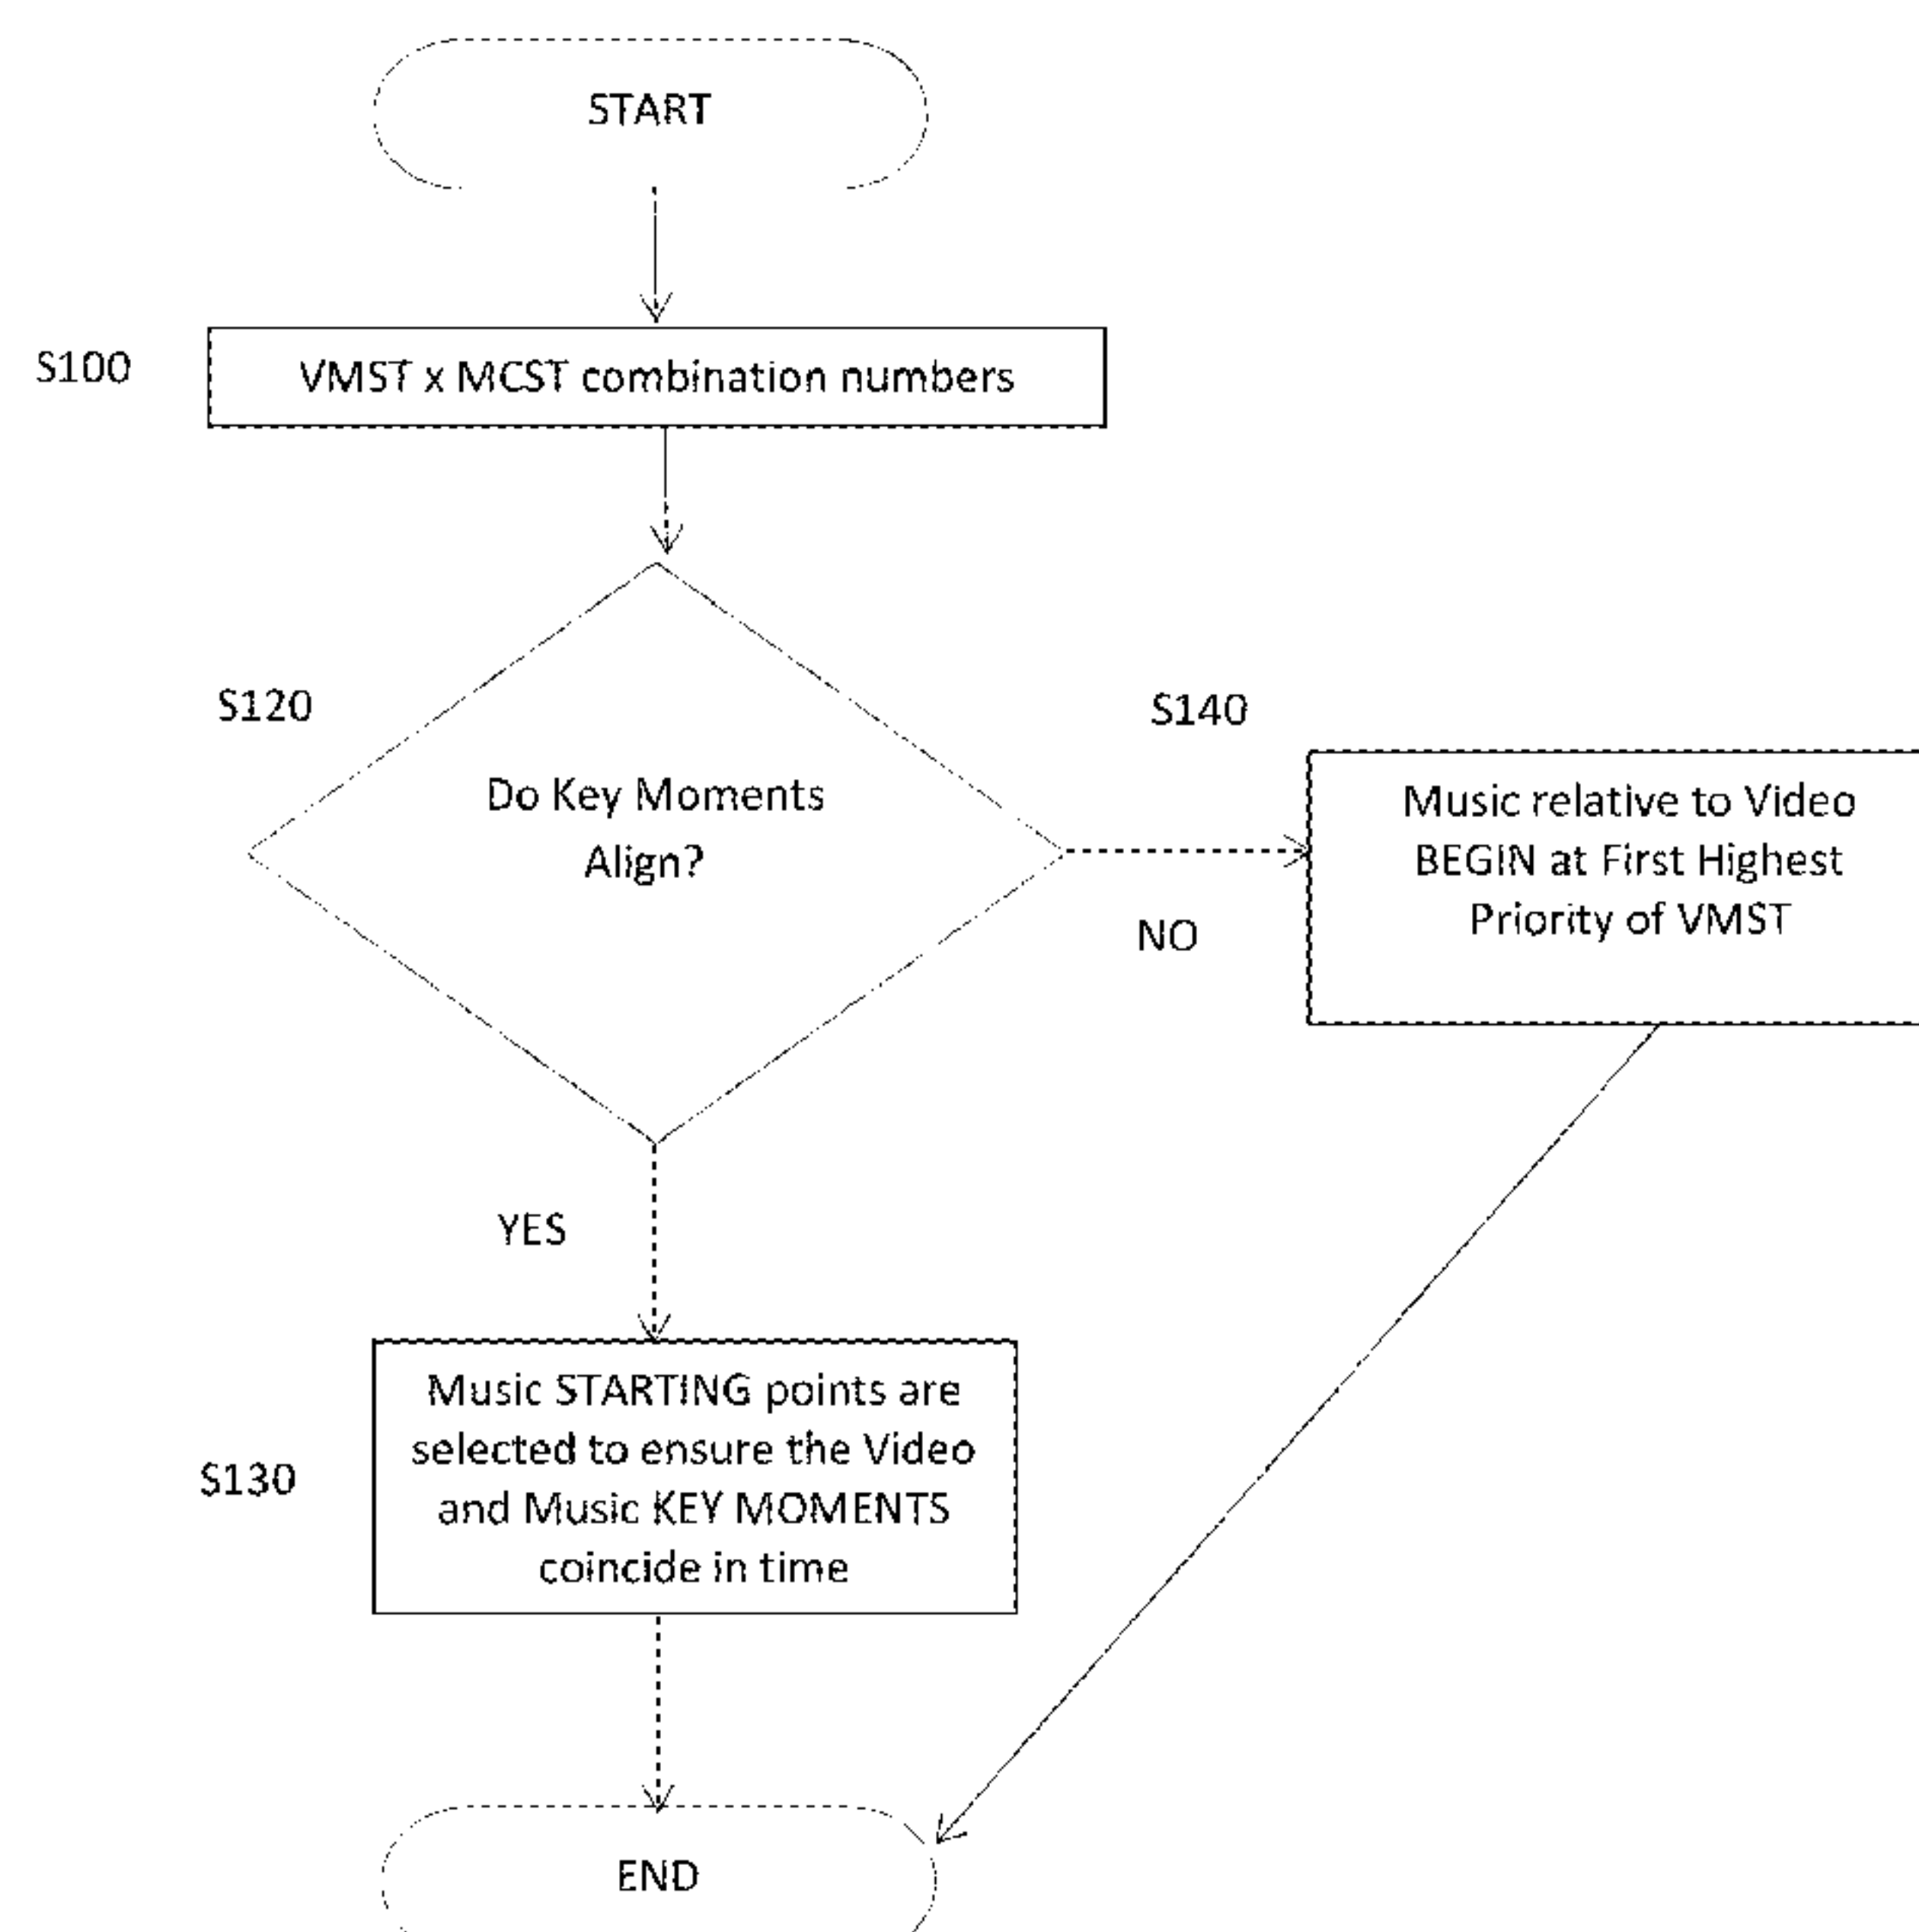 START
S100
VMST x MCST combination numbers
S120
Do Key Moments
Align?
S140
Music relative to Video
BEGIN at First Highest
Priority of VMST
NO
YES
S130
Music STARTING points are
selected to ensure the Video
and Music KEY MOMENTS
coincide in time
END